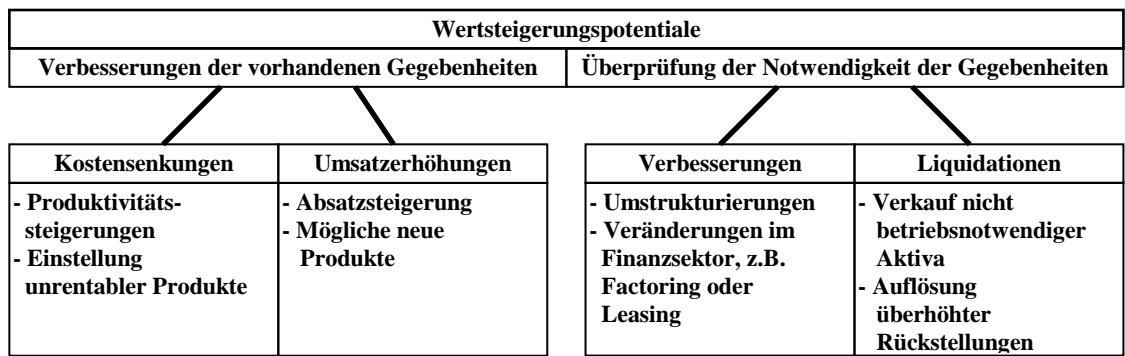 Wertsteigerungspotentiale
Verbesserungen der vorhandenen Gegebenheiten
Überprüfung der Notwendigkeit der Gegebenheiten
Kostensenkungen
- Produktivitäts-
steigerungen
- Einstellung
unrentabler Produkte
Umsatzerhöhungen
- Absatzsteigerung
- Mögliche neue
Produkte
Verbesserungen
- Umstrukturierungen
- Veränderungen im
Finanzsektor, z.B.
Factoring oder
Leasing
Liquidationen
- Verkauf nicht
betriebsnotwendiger
Aktiva
- Auflösung
überhöhter
Rückstellungen